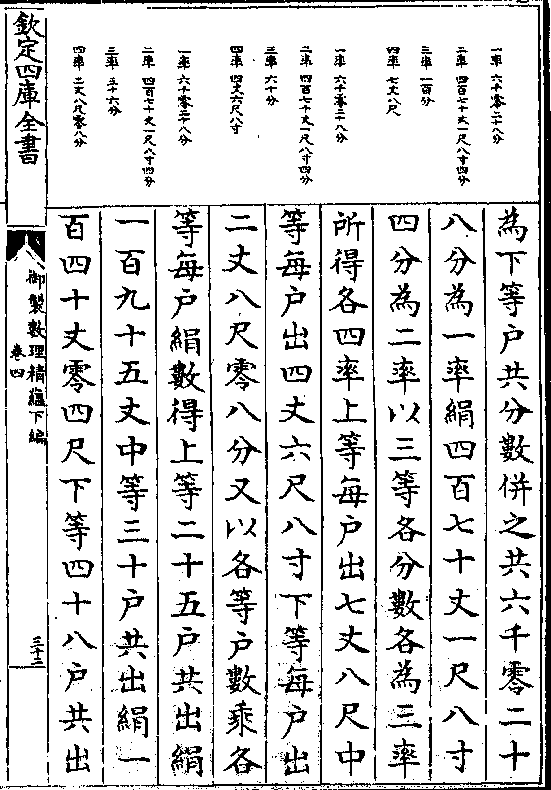 一率 六千零二十八分
二率 四百七十丈一尺八寸四分
三率 一百分
四率 七丈八尺
一率 六千零二十八分
二率 四百七十丈一尺八寸四分
三率 六十分
四率 四丈六尺八寸
一率 六千零二十八分
二率 四百七十丈一尺八寸四分
三率 三十六分
四率 二丈八尺零八分
為下等戶共分數併之共六千零二十
八分為一率絹四百七十丈一尺八寸
四分為二率以三等各分數各為三率
所得各四率上等每戶出七丈八尺中
等每戶出四丈六尺八寸下等每戶出
二丈八尺零八分又以各等戶數乘各
等每戶絹數得上等二十五戶共出絹
一百九十五丈中等三十戶共出絹一
百四十丈零四尺下等四十八戶共出
欽定四庫全書
御製數理精蘊下編
卷四
三十二